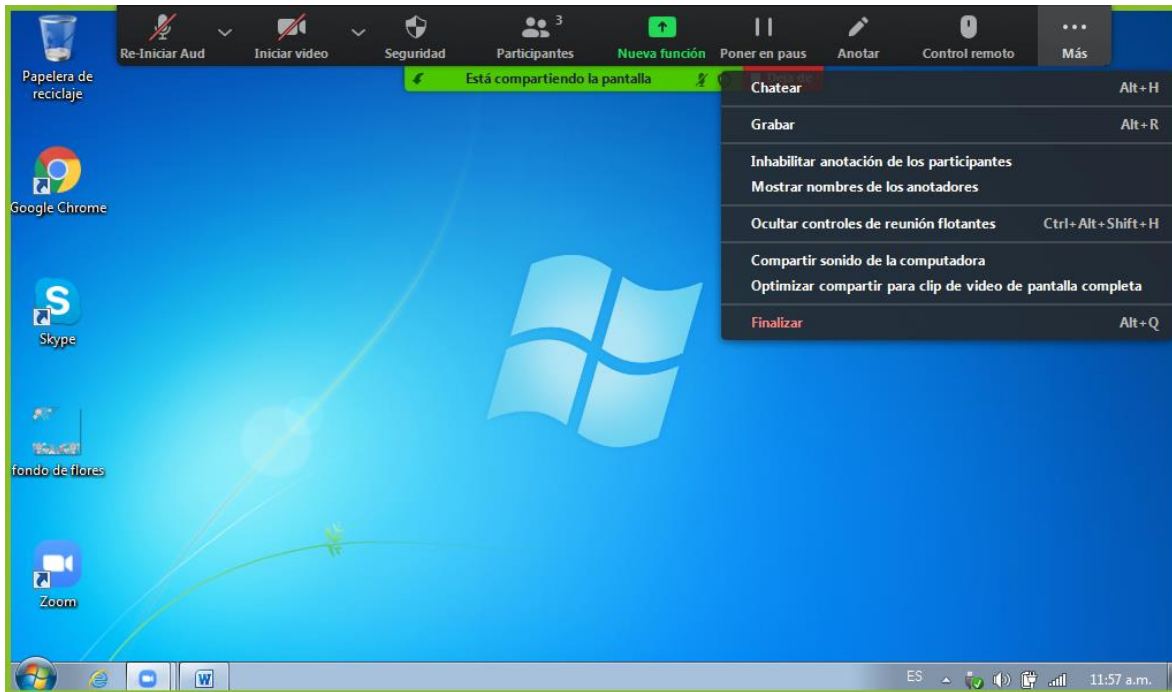 Re-Iniciar Aud
Iniciar video
Seguridad
3
Participantes
Nueva función
Poner en paus
Anotar
Control remoto
Más
Está compartiendo la pantalla
Chatear Alt+H
Grabar Alt+R
Inhabilitar anotación de los participantes
Mostrar nombres de los anotadores
Ocultar controles de reunión flotantes Ctrl+Alt+Shift+H
Compartir sonido de la computadora
Optimizar compartir para clip de video de pantalla completa
Finalizar Alt+Q
Papelera de
reciclaje
Google Chrome
Skype
fondo de flores
Zoom
ES
11:57 a.m.